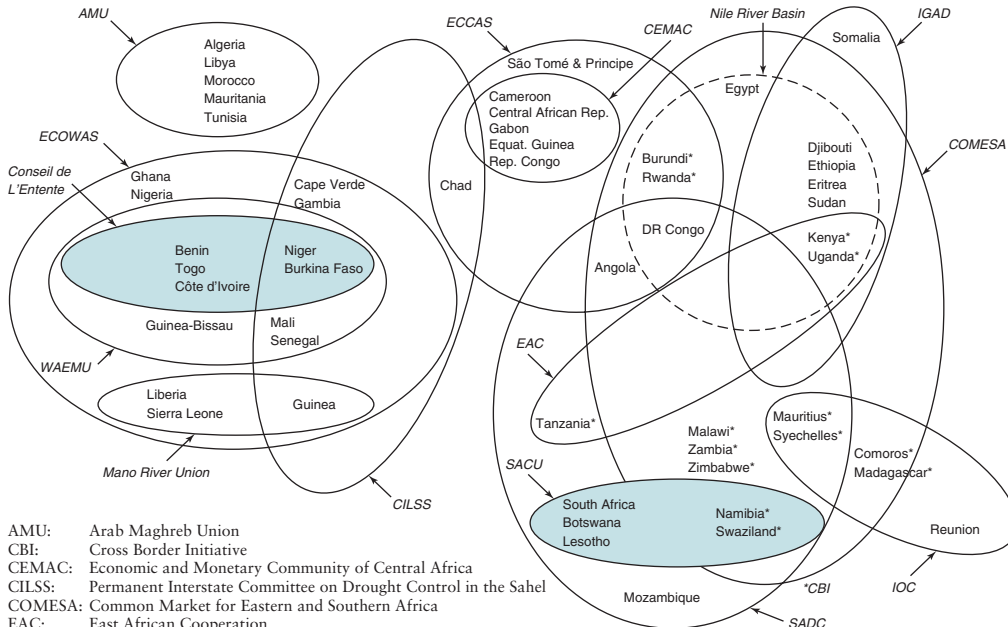 AMU
Algeria
Libya
Morocco
Mauritania
Tunisia
ECOWAS
Conseil de
L'Entente
Ghana
Nigeria
Cape Verde
Gambia
Benin
Togo
Côte d'Ivoire
Niger
Burkina Faso
Guinea-Bissau
Mali
Senegal
WAEMU
Liberia
Sierra Leone
Guinea
Mano River Union
CILSS
ECCAS
CEMAC
São Tomé & Principe
Cameroon
Central African Rep.
Gabon
Equat. Guinea
Rep. Congo
Chad
Nile River Basin
IGAD
Somalia
Egypt
COMESA
Burundi*
Rwanda*
Djibouti
Ethiopia
Eritrea
Sudan
DR Congo
Kenya*
Uganda*
Angola
EAC
Tanzania*
Malawi*
Zambia*
Zimbabwe*
Mauritius*
Syechelles*
Comoros*
Madagascar*
Reunion
IOC
SACU
South Africa
Botswana
Lesotho
Namibia*
Swaziland*
*CBI
Mozambique
SADC
AMU: Arab Maghreb Union
CBI: Cross Border Initiative
CEMAC: Economic and Monetary Community of Central Africa
CILSS: Permanent Interstate Committee on Drought Control in the Sahel
COMESA: Common Market for Eastern and Southern Africa
EAC: East African Cooperation